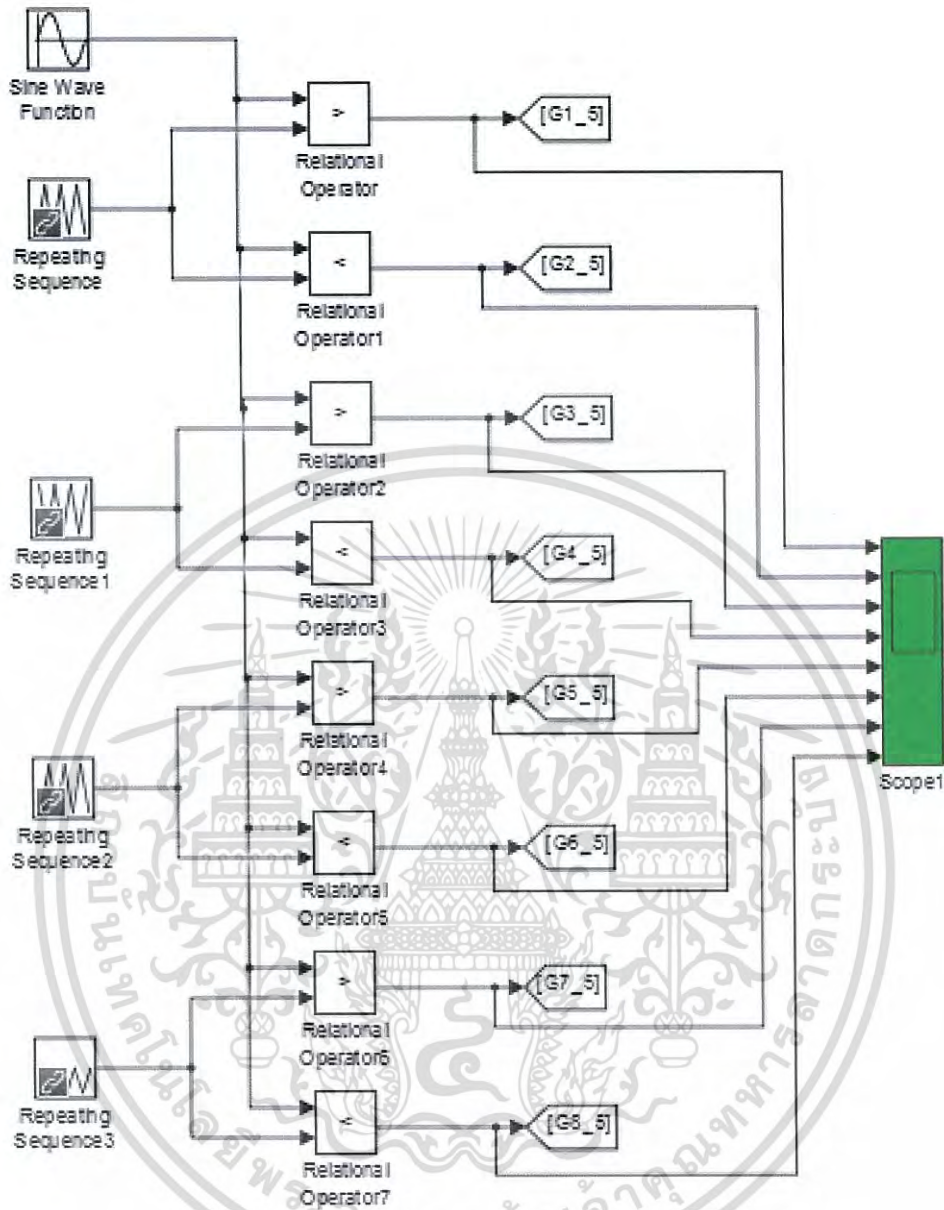 Sine Wave
Function
>
[G1_5]
Relational
Operator
Repeating
Sequence
<
[G2_5]
Relational
Operator1
>
[G3_5]
Relational
Operator2
Repeating
Sequence1
<
[G4_5]
Relational
Operator3
>
[G5_5]
Relational
Operator4
Scope1
Repeating
Sequence2
<
[G6_5]
Relational
Operator5
>
[G7_5]
Relational
Operator6
Repeating
Sequence3
<
[G8_5]
Relational
Operator7